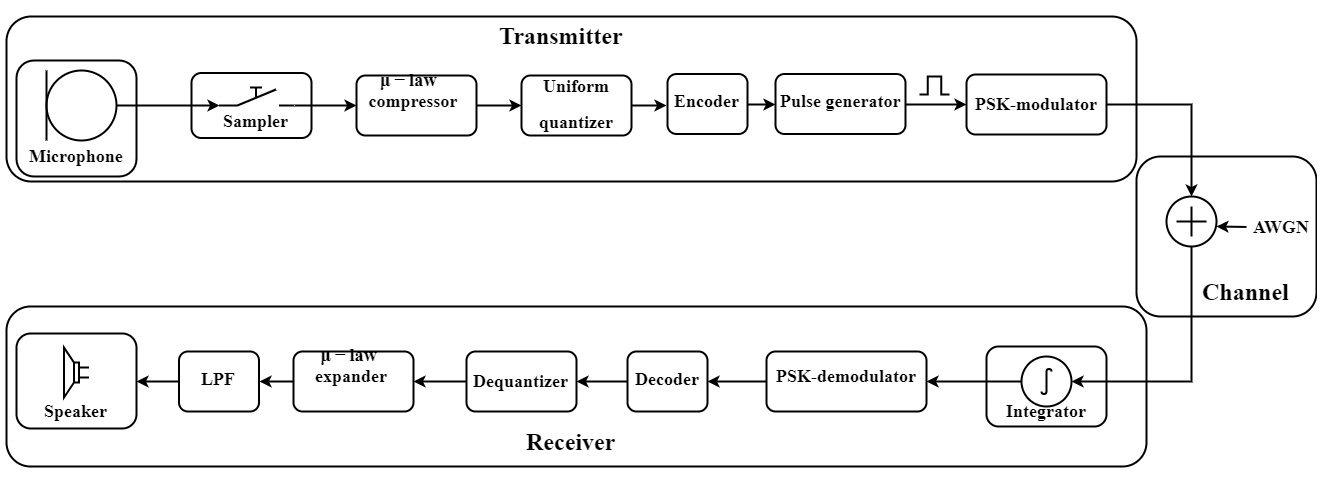 Transmitter
Microphone
Sampler
μ − law
compressor
Uniform
quantizer
Encoder
Pulse generator
PSK-modulator
AWGN
Channel
Speaker
LPF
μ − law
expander
Dequantizer
Decoder
PSK-demodulator
∫
Integrator
Receiver